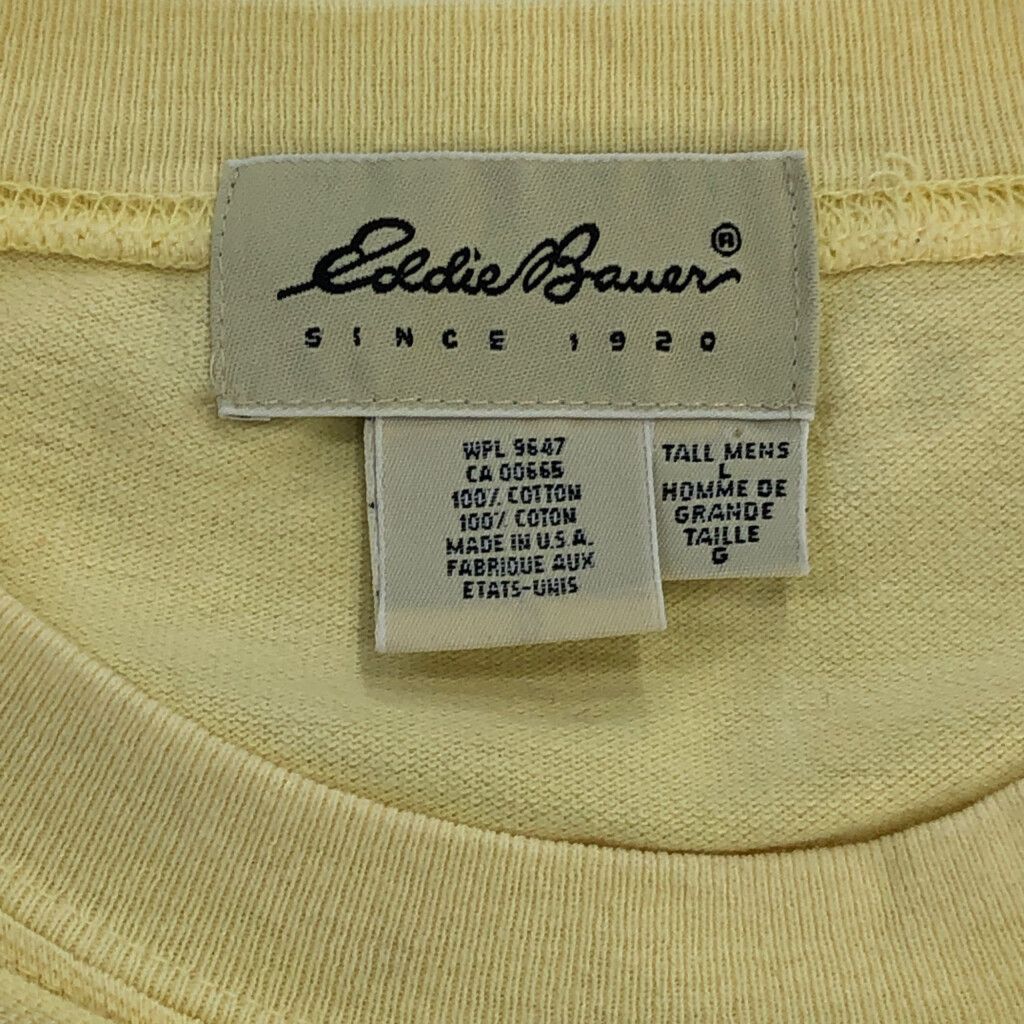 Eddie Bauer ®
SINCE 1920
WPL 9647
CA 00665
100% COTTON
100% COTON
MADE IN U.S.A.
FABRIQUE AUX
ETATS-UNIS
TALL MENS
L
HOMME DE
GRANDE
TAILLE
G